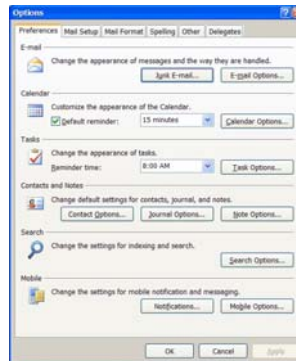 Options
Preferences Mail Setup Mail Format Spelling Other Delegates
E-mail
Change the appearance of messages and the way they are handled.
Junk E-mail... E-mail Options...
Calendar
Customize the appearance of the Calendar.
Default reminder: 15 minutes Calendar Options...
Tasks
Change the appearance of tasks.
Reminder time: 8:00 AM Task Options...
Contacts and Notes
Change default settings for contacts, journal, and notes.
Contact Options... Journal Options... Note Options...
Search
Change the settings for indexing and search.
Search Options...
Mobile
Change the settings for mobile notification and messaging.
Notifications... Mobile Options...
OK Cancel Apply